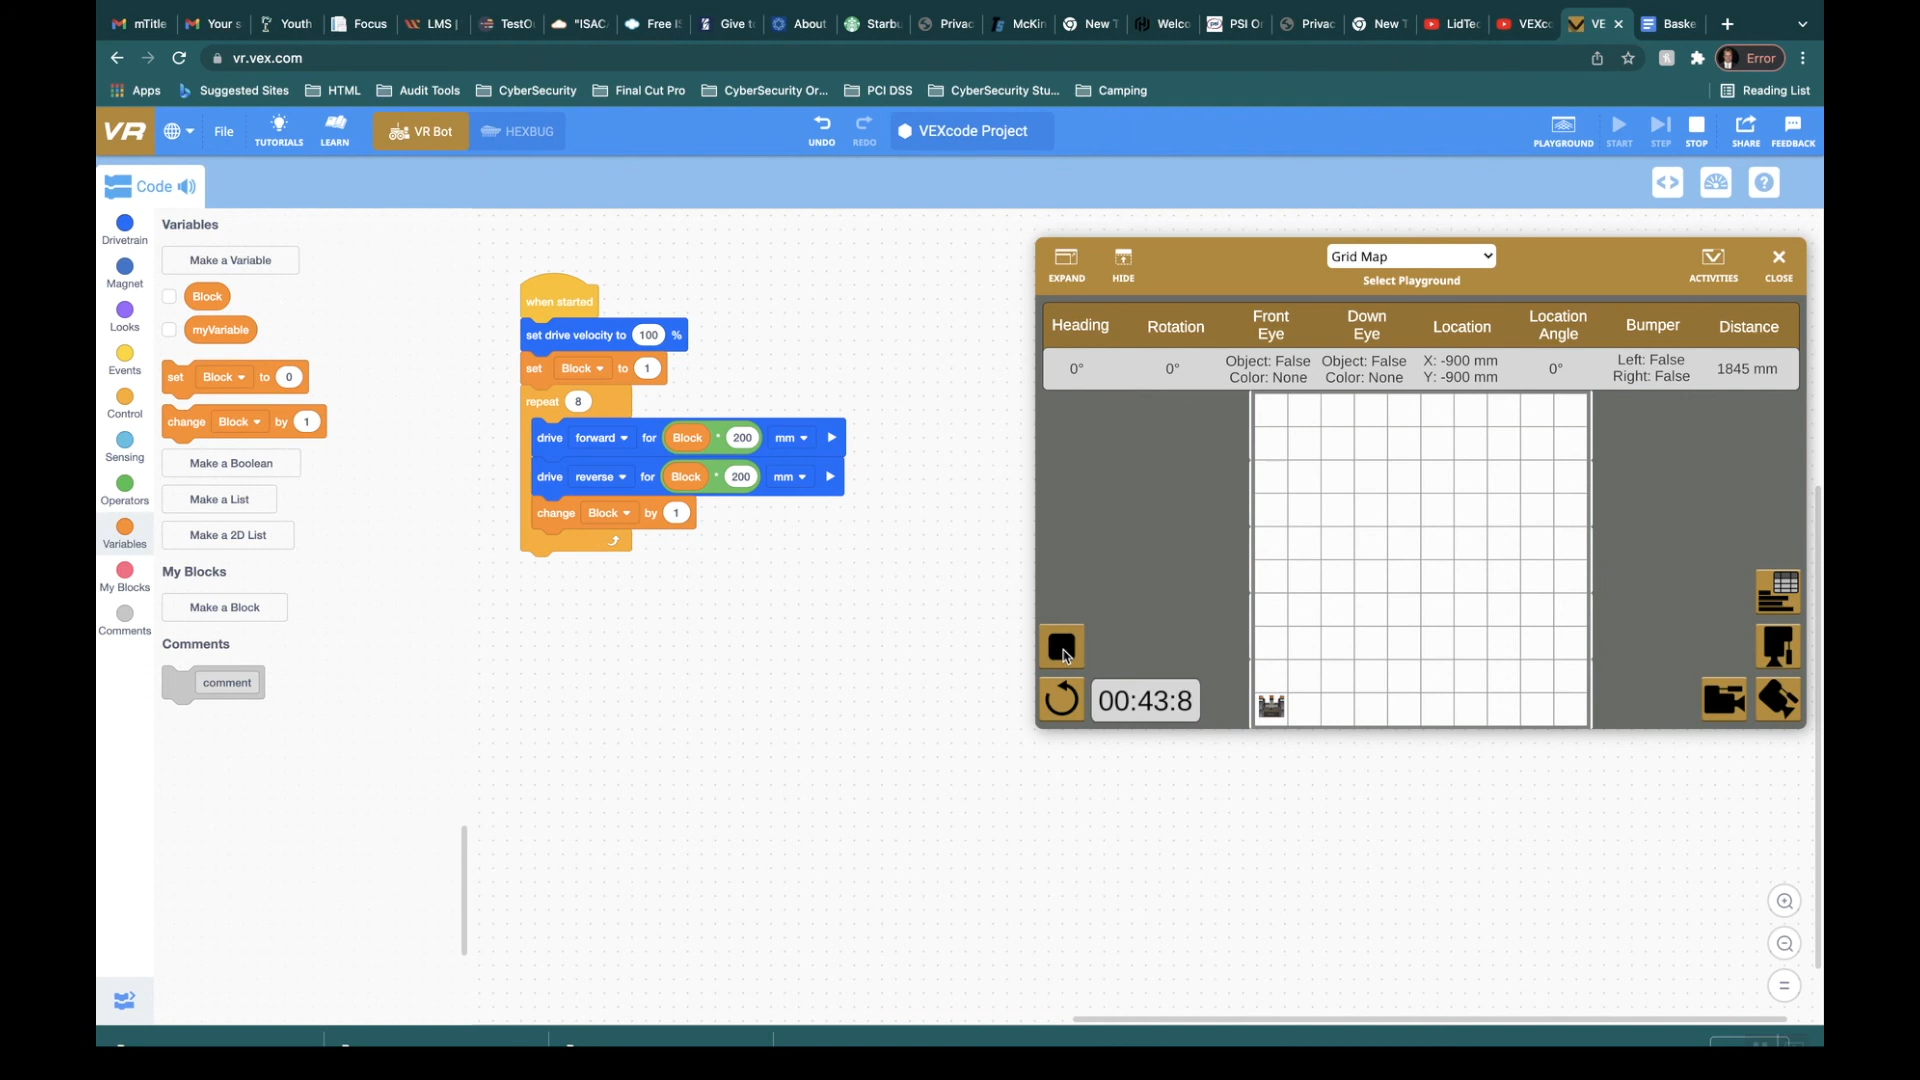 mTitle
Your s
Youth
Focus
LMS |
TestO
"ISAC
Free I
Give t
About
Starbu
Privac
McKin
New T
Welco
PSI O
Privac
New T
LidTec
VEXco
VE
Baske
vr.vex.com
Error
Apps
Suggested Sites
HTML
Audit Tools
CyberSecurity
Final Cut Pro
CyberSecurity Or...
PCI DSS
CyberSecurity Stu...
Camping
Reading List
VR
File
TUTORIALS
LEARN
VR Bot
HEXBUG
UNDO
REDO
VEXcode Project
PLAYGROUND
START
STEP
STOP
SHARE
FEEDBACK
Code
Drivetrain
Magnet
Looks
Events
Control
Sensing
Operators
Variables
My Blocks
Comments
Variables
Make a Variable
Block
myVariable
set Block to 0
change Block by 1
Make a Boolean
Make a List
Make a 2D List
My Blocks
Make a Block
Comments
comment
when started
set drive velocity to 100 %
set Block to 1
repeat 8
drive forward for Block * 200 mm
drive reverse for Block * 200 mm
change Block by 1
EXPAND
HIDE
Grid Map
Select Playground
ACTIVITIES
CLOSE
Heading Rotation Front Eye Down Eye Location Location Angle Bumper Distance
0° 0° Object: False Object: False X: -900 mm 0° Left: False 1845 mm
Color: None Color: None Y: -900 mm Right: False
00:43:8